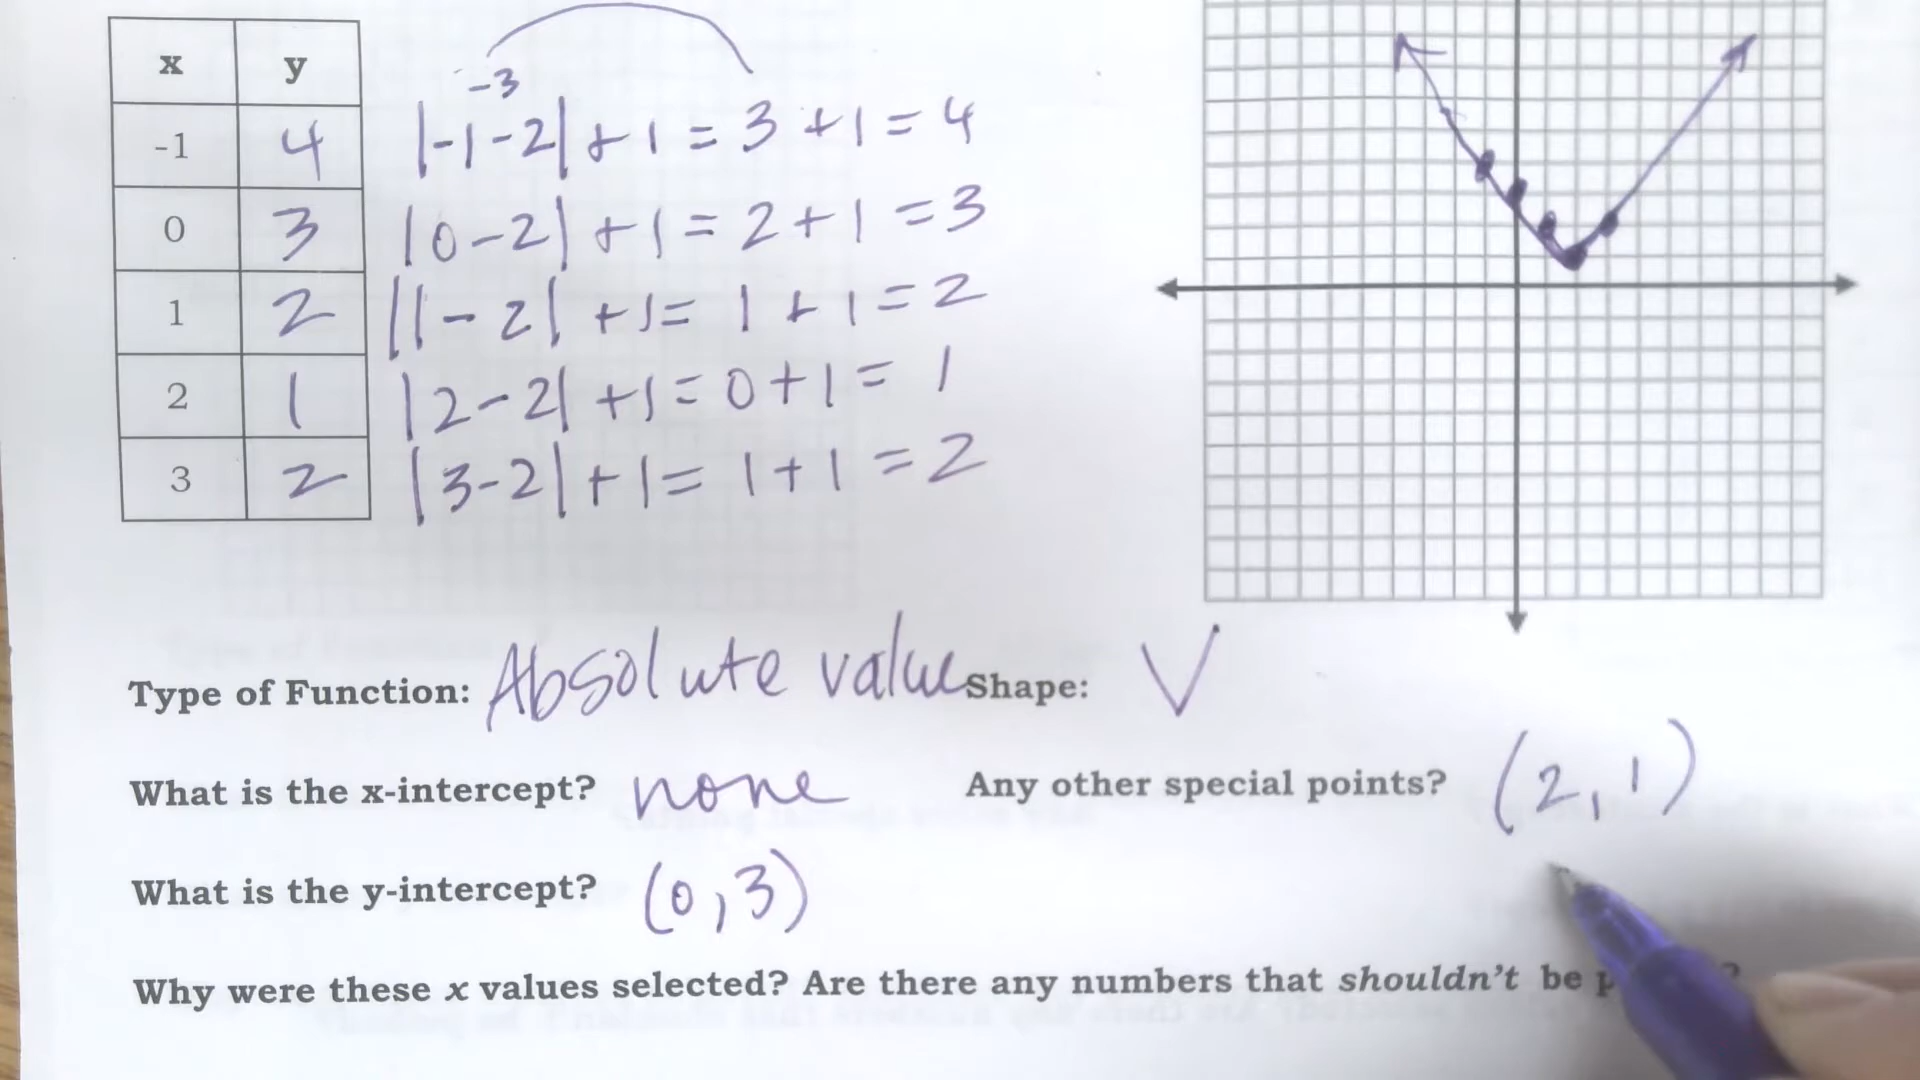 x y
-3
-1 4 |-1-2| + 1 = 3 + 1 = 4
0 3 |0-2| + 1 = 2 + 1 = 3
1 2 |1-2| + 1 = 1 + 1 = 2
2 1 |2-2| + 1 = 0 + 1 = 1
3 2 |3-2| + 1 = 1 + 1 = 2
Type of Function: Absolute value Shape: V
What is the x-intercept? none Any other special points? (2, 1)
What is the y-intercept? (0, 3)
Why were these x values selected? Are there any numbers that shouldn't be